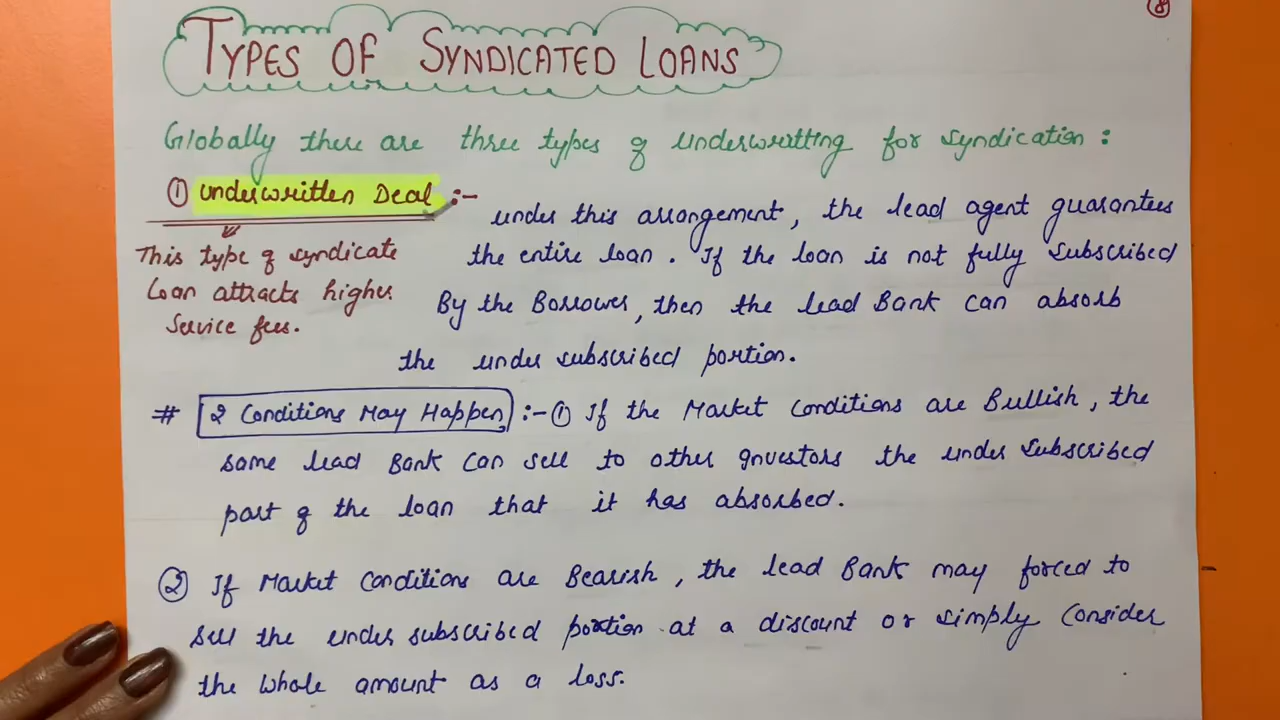 8
TYPES OF SYNDICATED LOANS
Globally there are three types of underwritting for syndication :
① underwritten Deal :-
This type of syndicate
Loan attracts higher
Service fees.
under this arrangement, the lead agent guarantees
the entire loan. If the loan is not fully subscribed
By the Borrower, then the lead Bank can absorb
the under subscribed portion.
# 2 Conditions May Happen :- ① If the Market Conditions are Bullish, the
same lead Bank can sell to other investors the under subscribed
part of the loan that it has absorbed.
② If Market Conditions are Bearish, the lead Bank may forced to
sell the under subscribed portion at a discount or simply Consider
the whole amount as a loss.